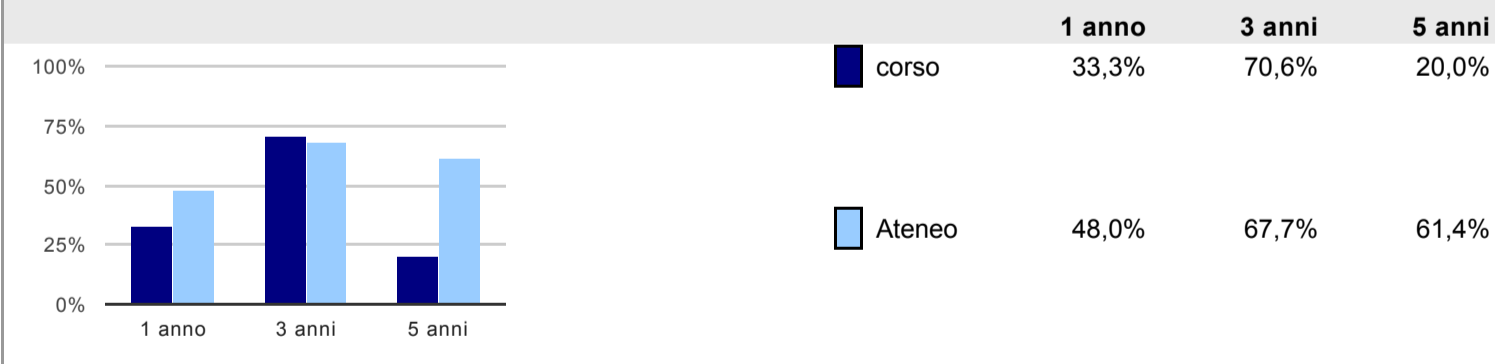 1 anno 3 anni 5 anni
100%
75%
50%
25%
0%
1 anno 3 anni 5 anni
corso 33,3% 70,6% 20,0%
Ateneo 48,0% 67,7% 61,4%